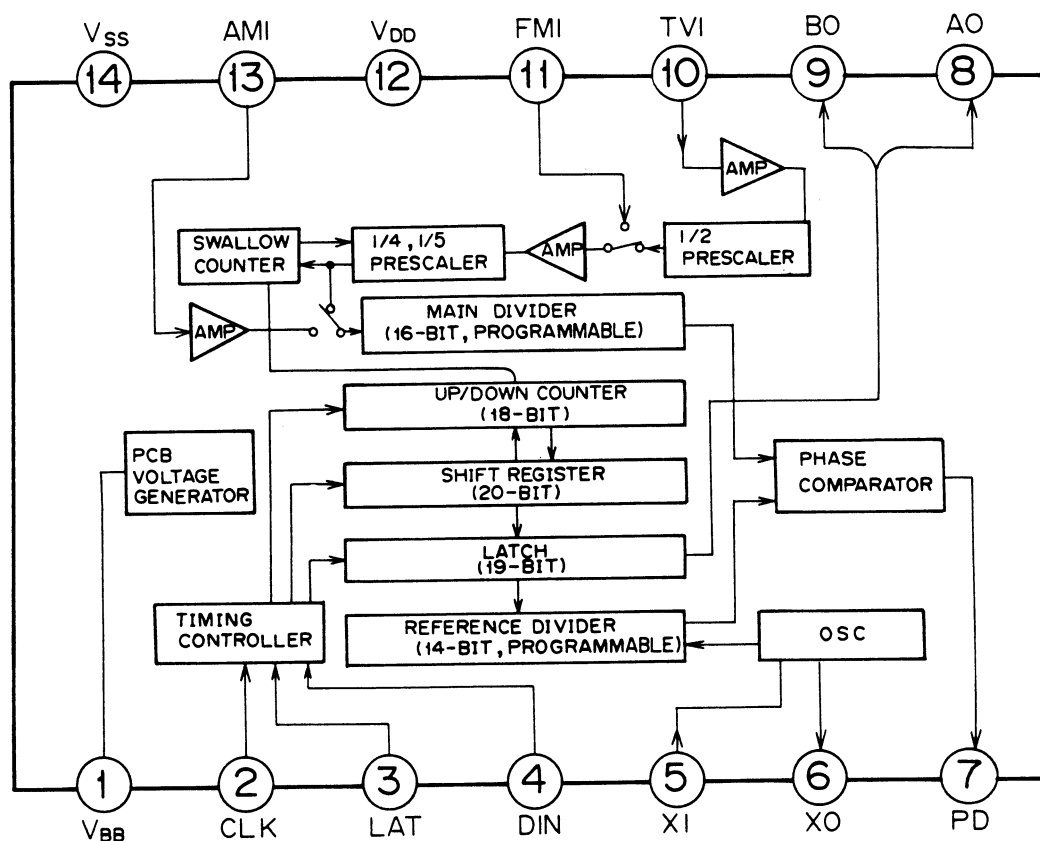 VSS AMI VDD FMI TVI BO AO
14 13 12 11 10 9 8
AMP
SWALLOW
COUNTER
1/4, 1/5
PRESCALER
AMP
1/2
PRESCALER
AMP
MAIN DIVIDER
(16-BIT, PROGRAMMABLE)
UP/DOWN COUNTER
(18-BIT)
PCB
VOLTAGE
GENERATOR
SHIFT REGISTER
(20-BIT)
PHASE
COMPARATOR
LATCH
(19-BIT)
TIMING
CONTROLLER
REFERENCE DIVIDER
(14-BIT, PROGRAMMABLE)
OSC
1 2 3 4 5 6 7
VBB CLK LAT DIN XI XO PD